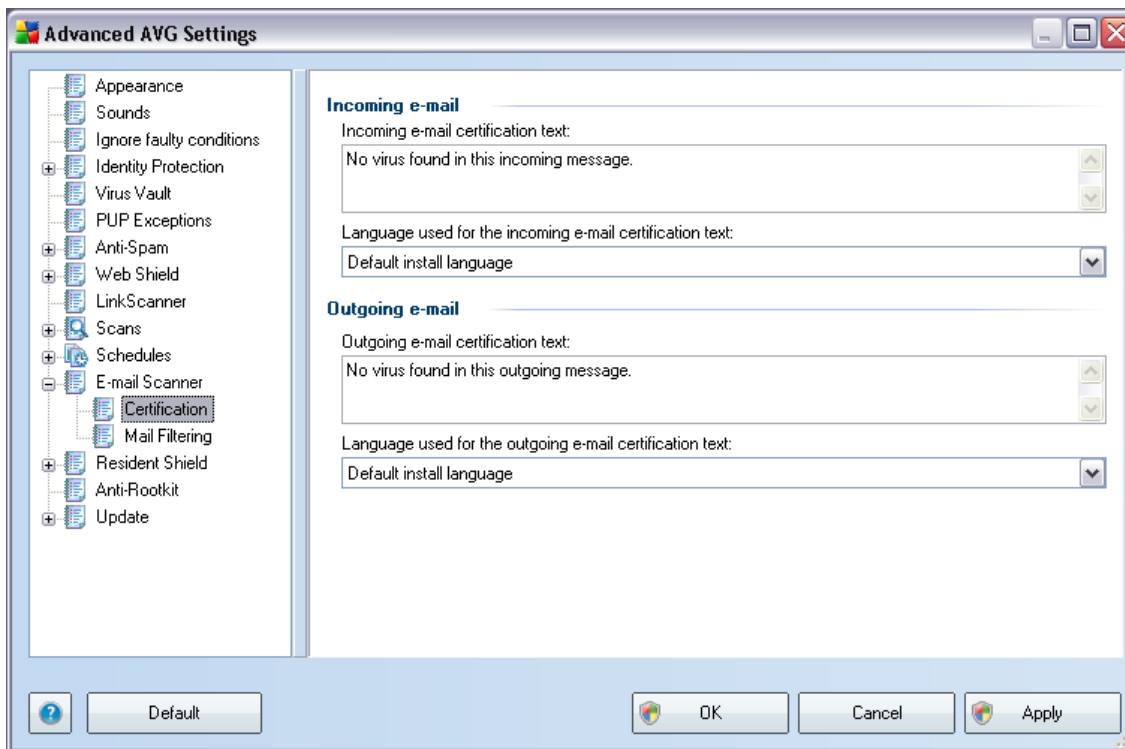 Advanced AVG Settings
Appearance
Sounds
Ignore faulty conditions
Identity Protection
Virus Vault
PUP Exceptions
Anti-Spam
Web Shield
LinkScanner
Scans
Schedules
E-mail Scanner
Certification
Mail Filtering
Resident Shield
Anti-Rootkit
Update
Incoming e-mail
Incoming e-mail certification text:
No virus found in this incoming message.
Language used for the incoming e-mail certification text:
Default install language
Outgoing e-mail
Outgoing e-mail certification text:
No virus found in this outgoing message.
Language used for the outgoing e-mail certification text:
Default install language
Default
OK
Cancel
Apply